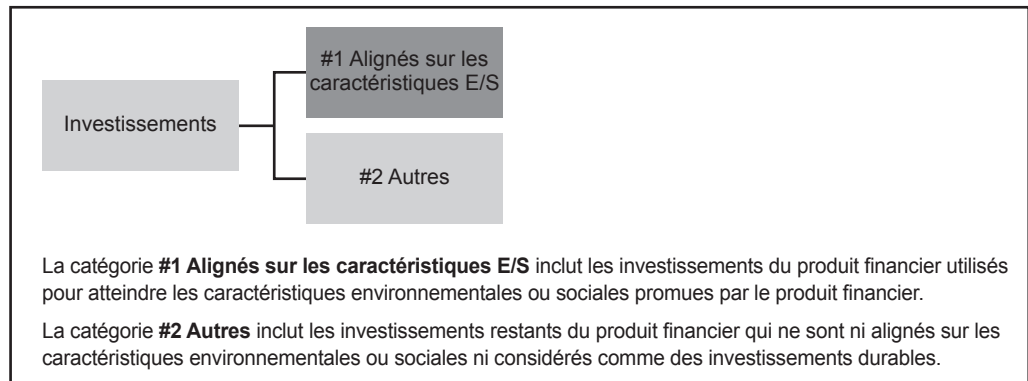 #1 Alignés sur les
caractéristiques E/S
Investissements
#2 Autres
La catégorie #1 Alignés sur les caractéristiques E/S inclut les investissements du produit financier utilisés
pour atteindre les caractéristiques environnementales ou sociales promues par le produit financier.
La catégorie #2 Autres inclut les investissements restants du produit financier qui ne sont ni alignés sur les
caractéristiques environnementales ou sociales ni considérés comme des investissements durables.